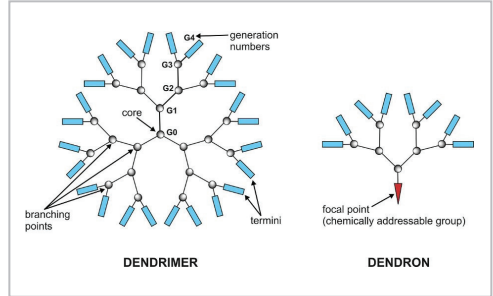 G4
generation
numbers
G3
G2
core
G1
G0
branching
points
termini
focal point
(chemically addressable group)
DENDRIMER
DENDRON